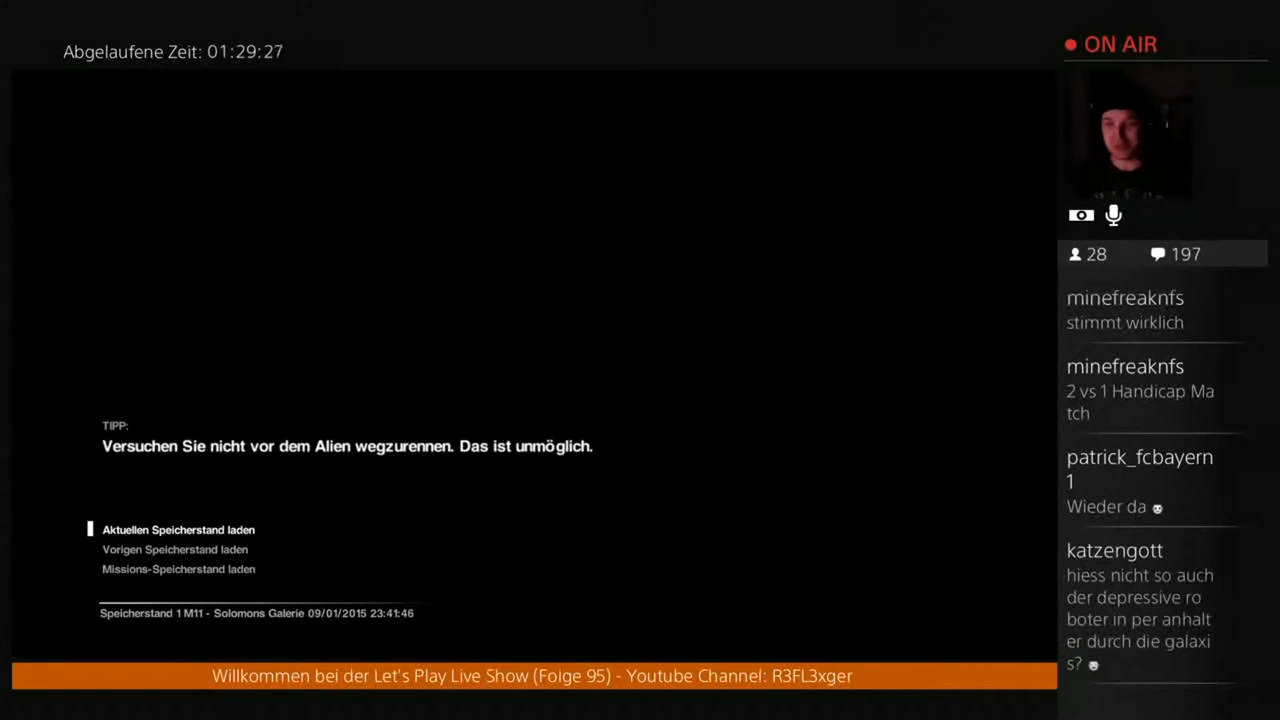 Abgelaufene Zeit: 01:29:27
ON AIR
28 197
minefreaknfs
stimmt wirklich
minefreaknfs
2 vs 1 Handicap Ma
tch
patrick_fcbayern
1
Wieder da
katzengott
hiess nicht so auch
der depressive ro
boter in per anhalt
er durch die galaxi
s?
TIPP:
Versuchen Sie nicht vor dem Alien wegzurennen. Das ist unmöglich.
Aktuellen Speicherstand laden
Vorigen Speicherstand laden
Missions-Speicherstand laden
Speicherstand 1 M11 - Solomons Galerie 09/01/2015 23:41:46
Willkommen bei der Let's Play Live Show (Folge 95) - Youtube Channel: R3FL3xger